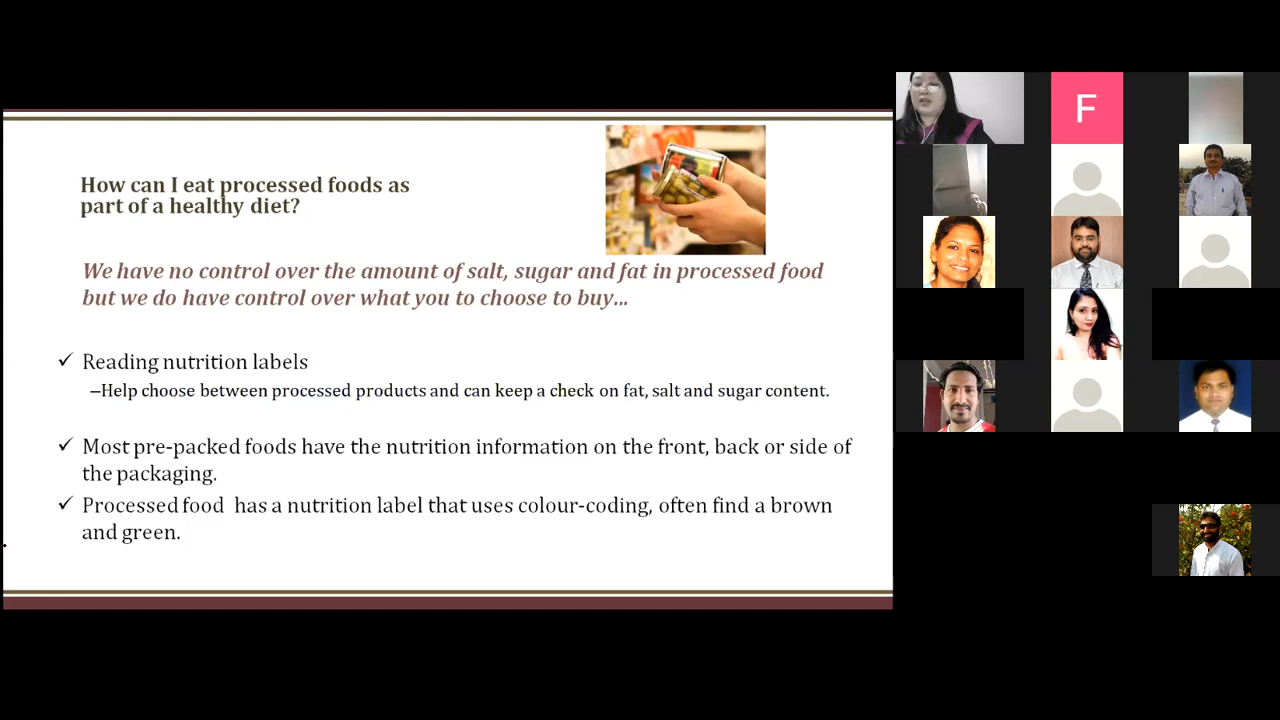 How can I eat processed foods as
part of a healthy diet?
We have no control over the amount of salt, sugar and fat in processed food
but we do have control over what you to choose to buy...
✓ Reading nutrition labels
–Help choose between processed products and can keep a check on fat, salt and sugar content.
✓ Most pre-packed foods have the nutrition information on the front, back or side of
the packaging.
✓ Processed food has a nutrition label that uses colour-coding, often find a brown
and green.
F